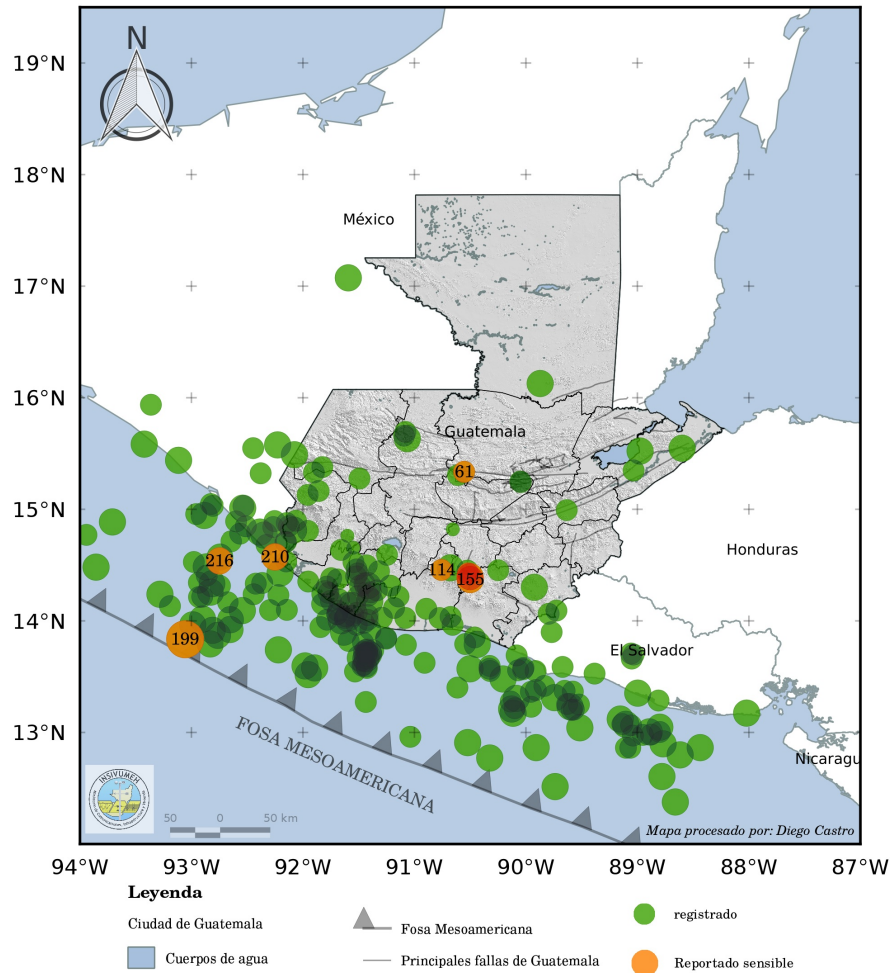 N
19°N
18°N
México
17°N
16°N
Guatemala
61
15°N
Honduras
216
210
114
155
14°N
199
El Salvador
13°N
FOSA MESOAMERICANA
Nicaragu
INSIVUMEH
50 0 50 km
Mapa procesado por: Diego Castro
94°W 93°W 92°W 91°W 90°W 89°W 88°W 87°W
Leyenda
Ciudad de Guatemala
Fosa Mesoamericana
registrado
Cuerpos de agua
Principales fallas de Guatemala
Reportado sensible